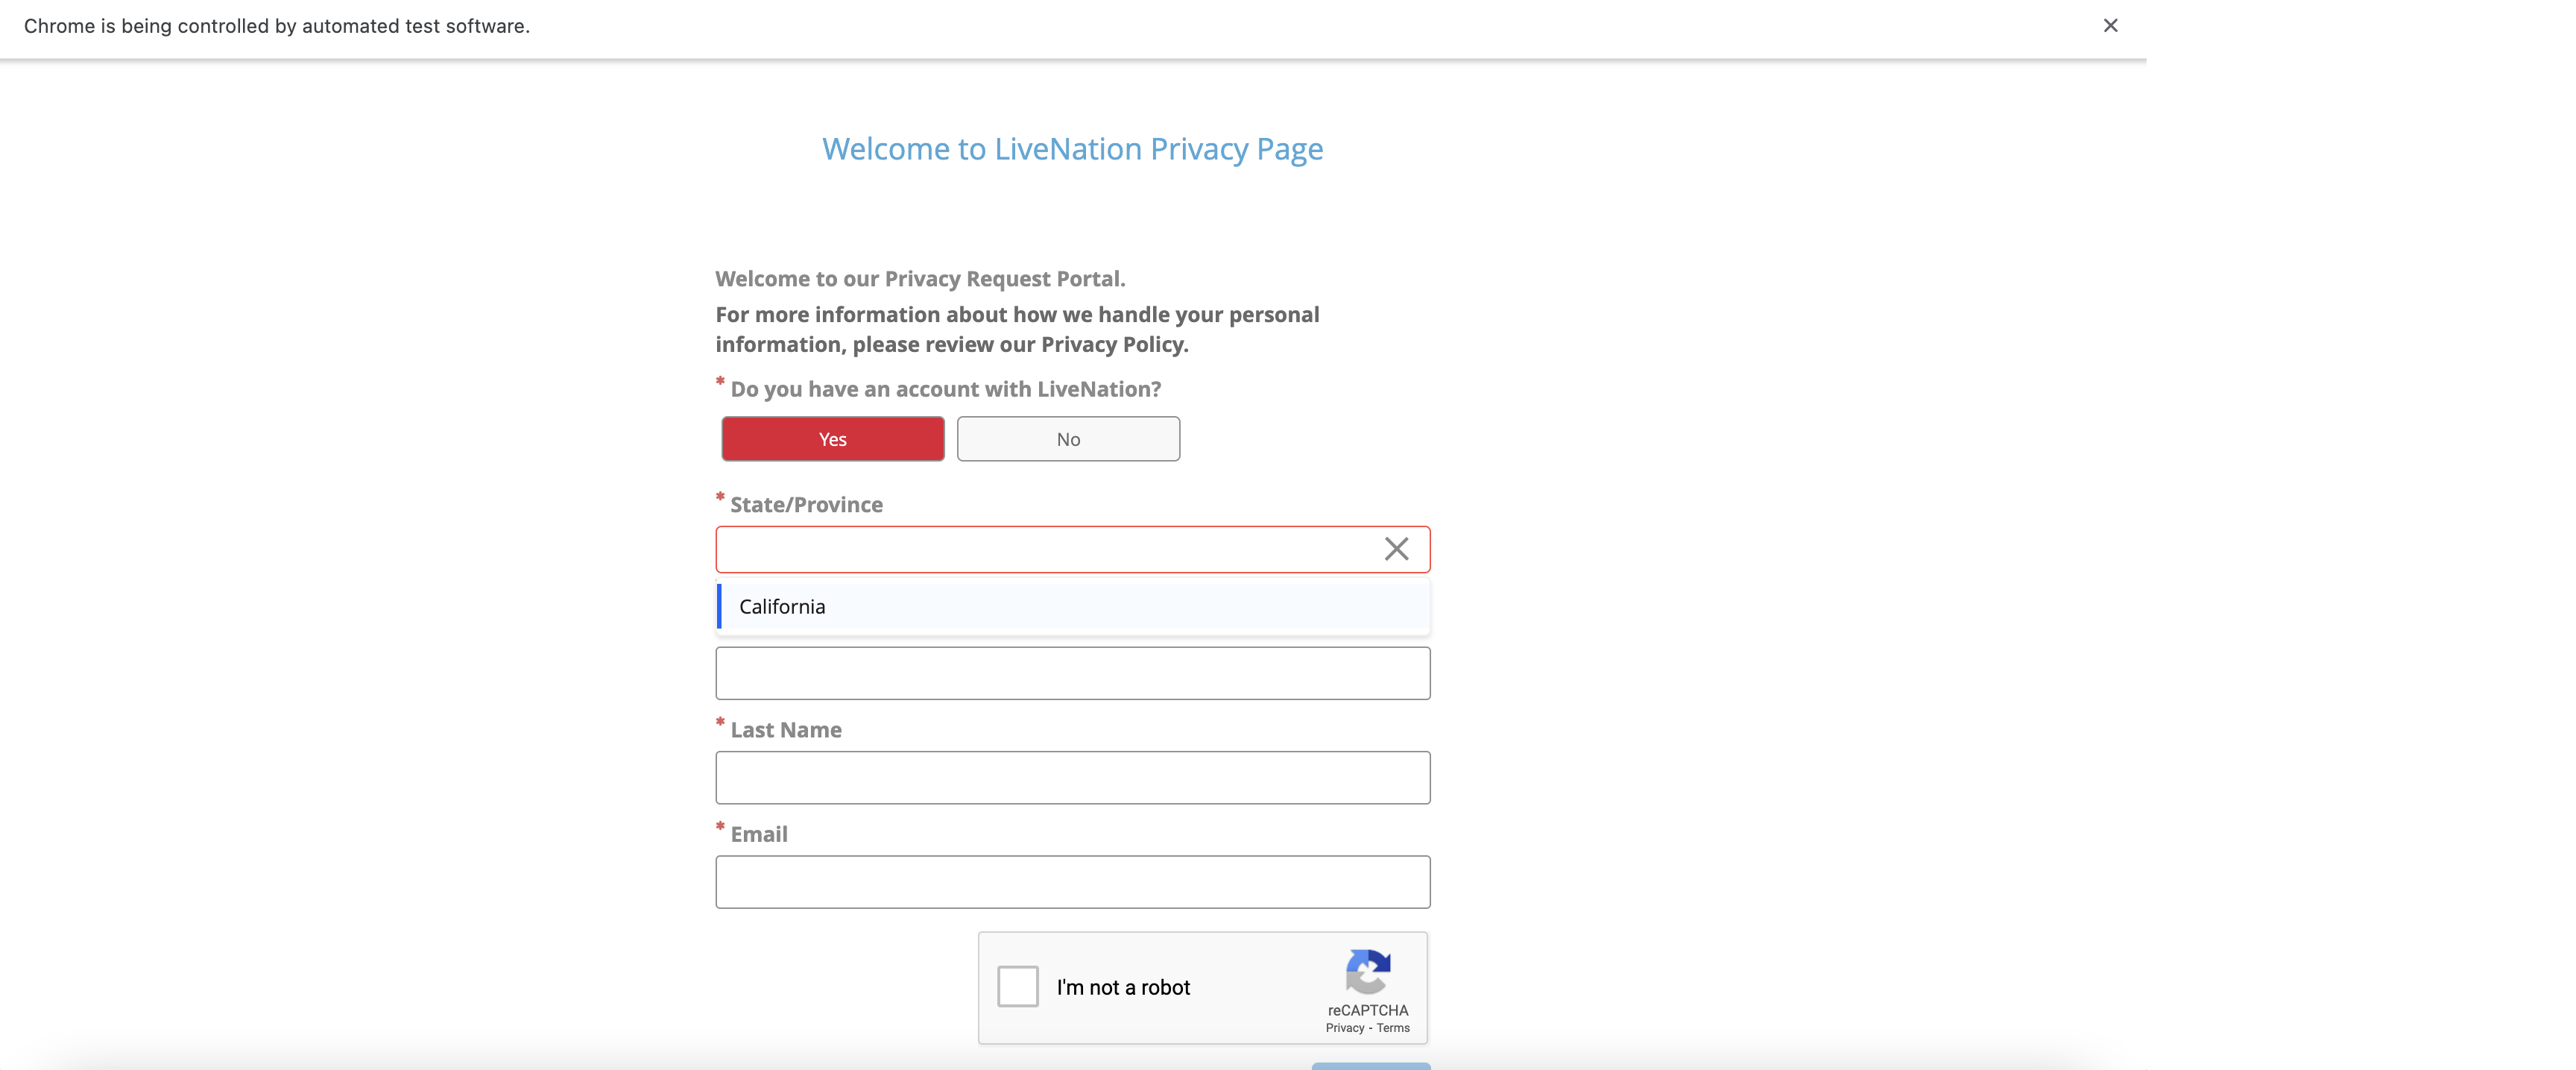 Chrome is being controlled by automated test software.
Welcome to LiveNation Privacy Page
Welcome to our Privacy Request Portal.
For more information about how we handle your personal
information, please review our Privacy Policy.
* Do you have an account with LiveNation?
Yes
No
* State/Province
California
* Last Name
* Email
I'm not a robot
reCAPTCHA
Privacy - Terms